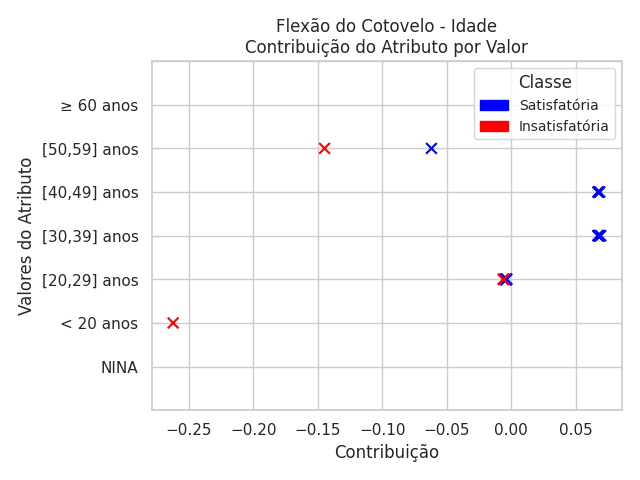 Flexão do Cotovelo - Idade
Contribuição do Atributo por Valor
Classe
Satisfatória
Insatisfatória
Valores do Atributo
≥ 60 anos
[50,59] anos
[40,49] anos
[30,39] anos
[20,29] anos
< 20 anos
NINA
−0.25 −0.20 −0.15 −0.10 −0.05 0.00 0.05
Contribuição